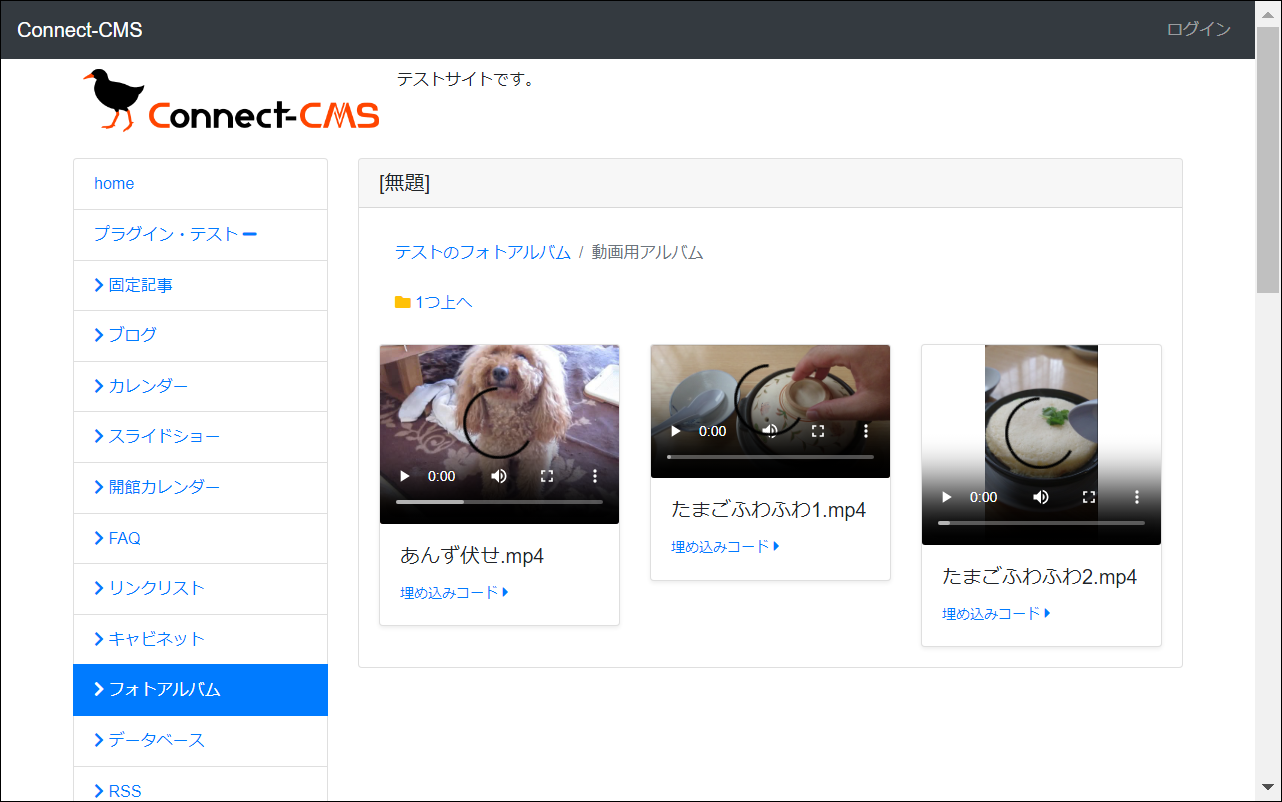 Connect-CMS
ログイン
Connect-CMS
テストサイトです。
home
プラグイン・テスト
固定記事
ブログ
カレンダー
スライドショー
開館カレンダー
FAQ
リンクリスト
キャビネット
フォトアルバム
データベース
RSS
[無題]
テストのフォトアルバム / 動画用アルバム
1つ上へ
0:00
あんず伏せ.mp4
埋め込みコード
0:00
たまごふわふわ1.mp4
埋め込みコード
0:00
たまごふわふわ2.mp4
埋め込みコード